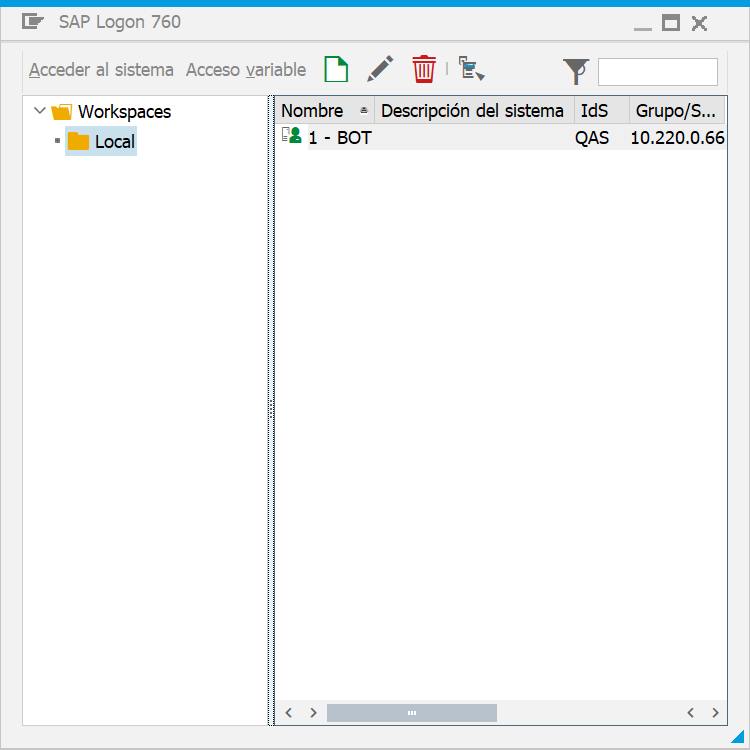 SAP Logon 760
Acceder al sistema Acceso variable
Workspaces
Local
Nombre Descripción del sistema IdS Grupo/S...
1 - BOT QAS 10.220.0.66